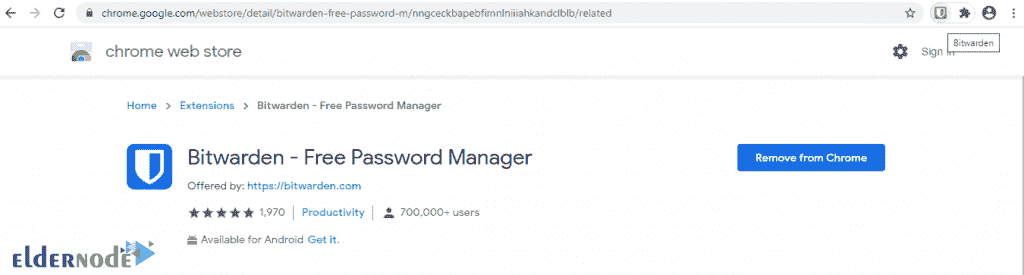 chrome.google.com/webstore/detail/bitwarden-free-password-m/nngceckbapebfimnlniiiahkandclblb/related
Bitwarden
chrome web store
Sign in
Home > Extensions > Bitwarden - Free Password Manager
Bitwarden - Free Password Manager
Remove from Chrome
Offered by: https://bitwarden.com
1,970 | Productivity | 700,000+ users
Available for Android Get it.
ELDERNODE